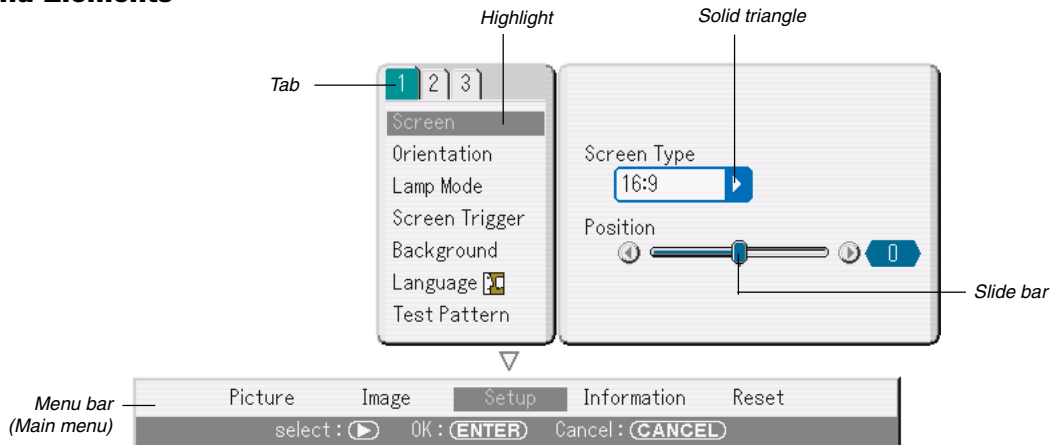 Highlight
Solid triangle
Tab
1 2 3
Screen
Orientation
Lamp Mode
Screen Trigger
Background
Language
Test Pattern
Screen Type
16:9
Position
0
Slide bar
Menu bar
(Main menu)
Picture Image Setup Information Reset
select : OK : ENTER Cancel : CANCEL